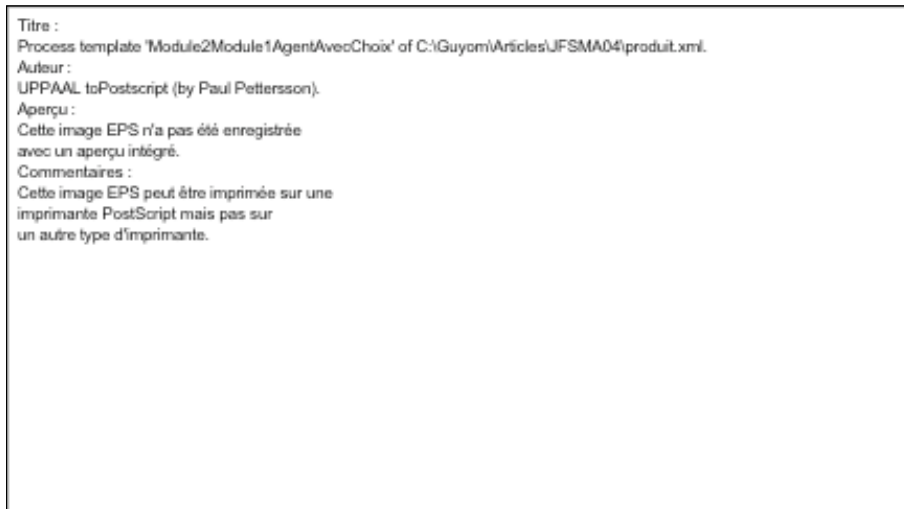 Titre :
Process template 'Module2Module1AgentAvecChoix' of C:\Guyom\Articles\JFSMA04\produit.xml.
Auteur :
UPPAAL toPostscript (by Paul Pettersson).
Aperçu :
Cette image EPS n'a pas été enregistrée
avec un aperçu intégré.
Commentaires :
Cette image EPS peut être imprimée sur une
imprimante PostScript mais pas sur
un autre type d'imprimante.